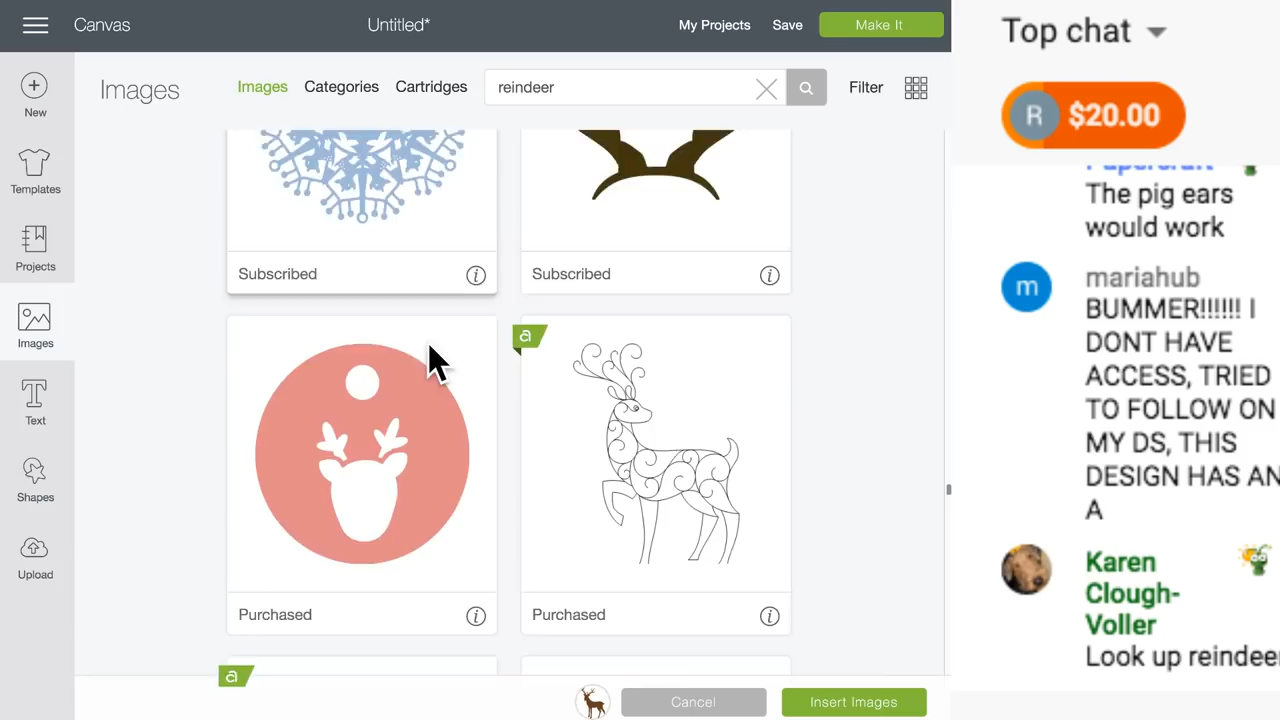 Canvas
Untitled*
My Projects
Save
Make It
New
Templates
Projects
Images
Text
Shapes
Upload
Images
Images
Categories
Cartridges
reindeer
Filter
Subscribed
Subscribed
a
Purchased
Purchased
a
Cancel
Insert Images
Top chat
R $20.00
Papercraft
The pig ears
would work
m mariahub
BUMMER!!!!!! I
DONT HAVE
ACCESS, TRIED
TO FOLLOW ON
MY DS, THIS
DESIGN HAS AN
A
Karen
Clough-
Voller
Look up reindeer